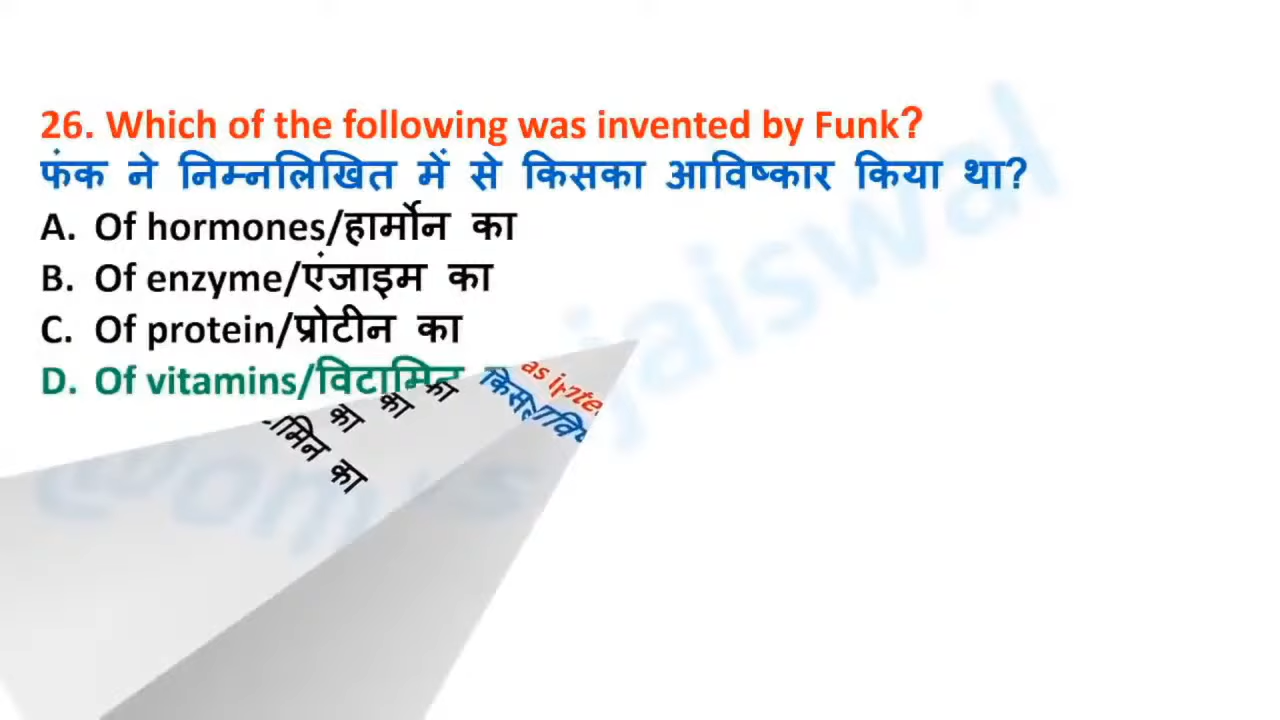 26. Which of the following was invented by Funk?
फंक ने निम्नलिखित में से किसका आविष्कार किया था?
A. Of hormones/हार्मोन का
B. Of enzyme/एंजाइम का
C. Of protein/प्रोटीन का
D. Of vitamins/विटामिन
का का का
का
jaiswal